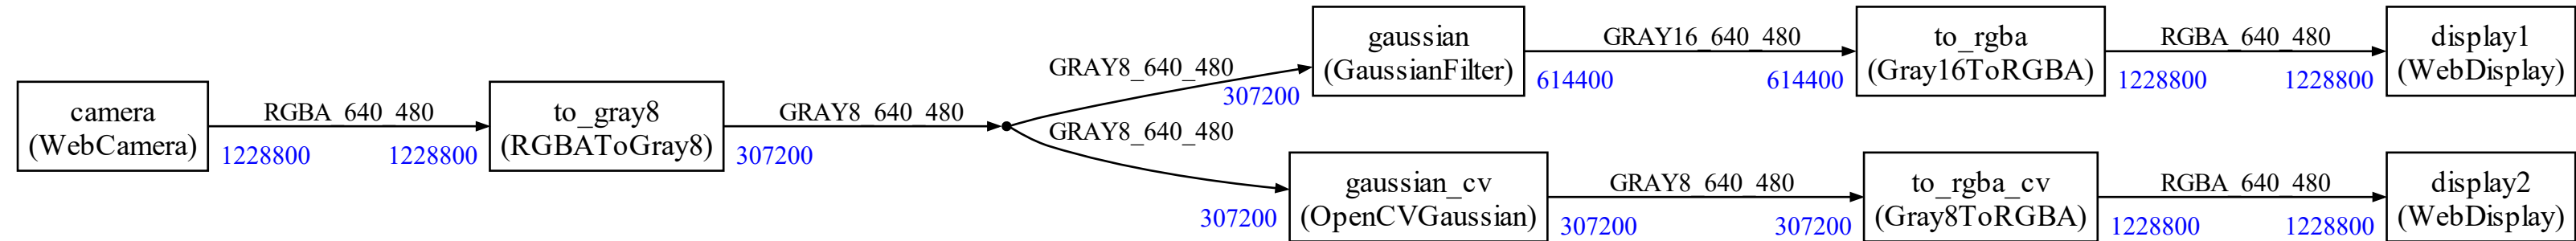 camera
(WebCamera)
RGBA_640_480
1228800
1228800
to_gray8
(RGBAToGray8)
GRAY8_640_480
307200
GRAY8_640_480
307200
gaussian
(GaussianFilter)
GRAY16_640_480
614400
614400
to_rgba
(Gray16ToRGBA)
RGBA_640_480
1228800
1228800
display1
(WebDisplay)
GRAY8_640_480
307200
gaussian_cv
(OpenCVGaussian)
GRAY8_640_480
307200
307200
to_rgba_cv
(Gray8ToRGBA)
RGBA_640_480
1228800
1228800
display2
(WebDisplay)